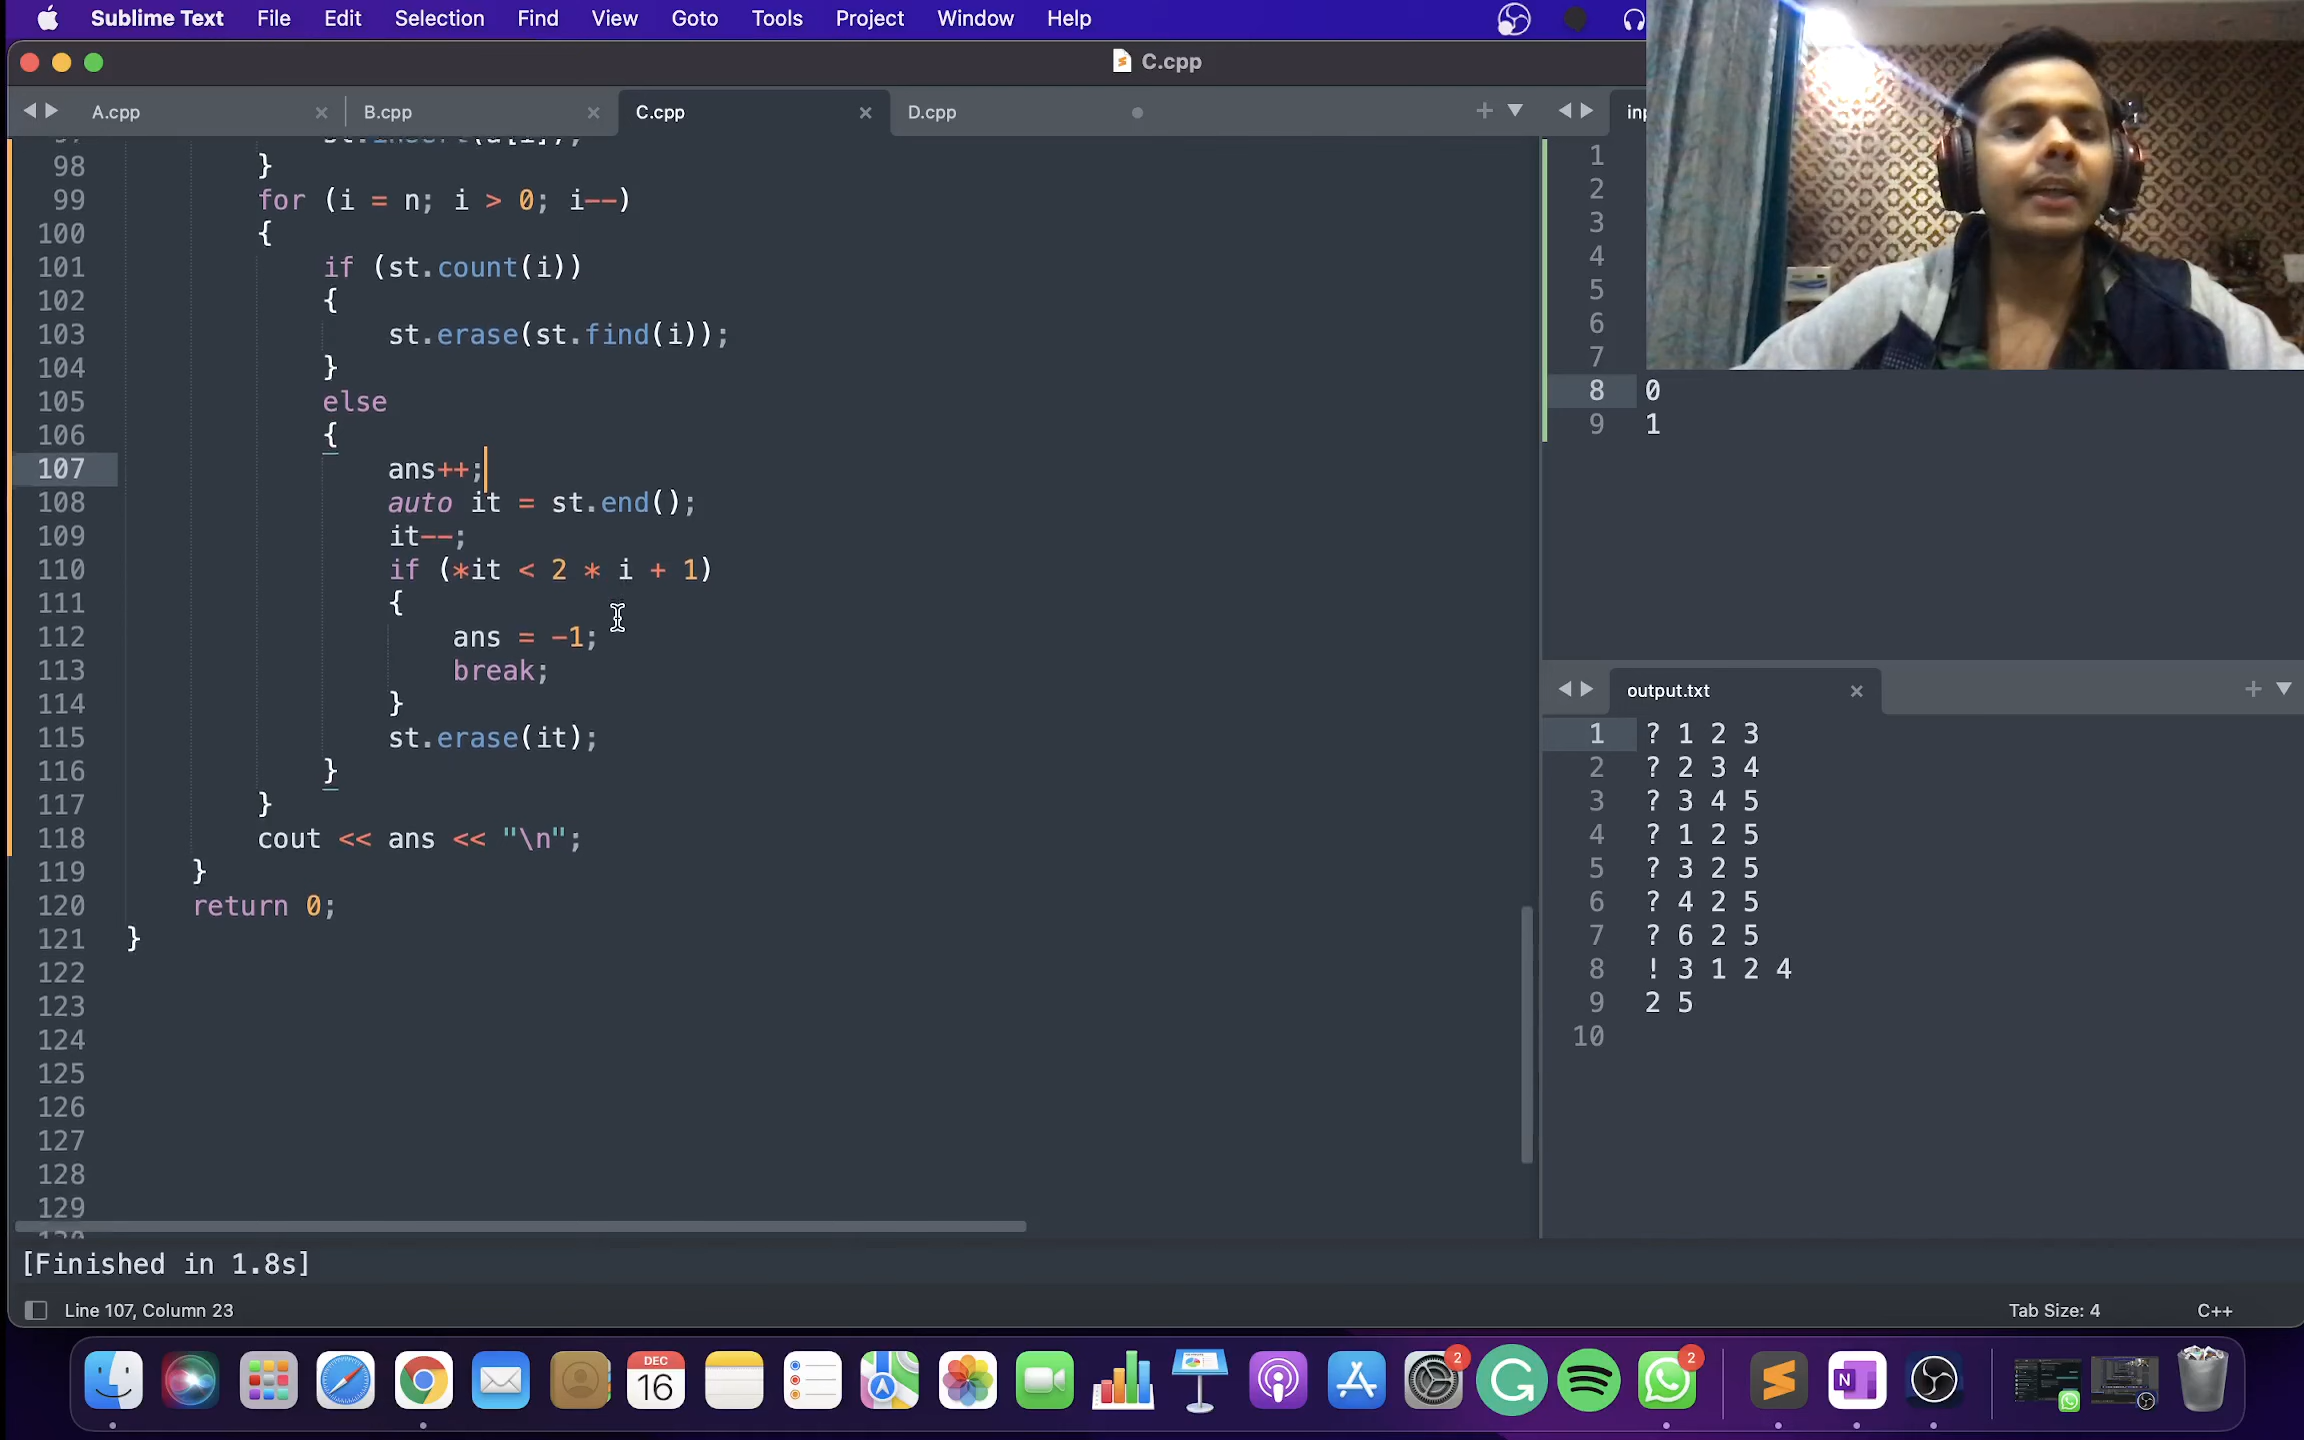 Sublime Text File Edit Selection Find View Goto Tools Project Window Help
C.cpp
A.cpp B.cpp C.cpp D.cpp
98 }
99 for (i = n; i > 0; i--)
100 {
101 if (st.count(i))
102 {
103 st.erase(st.find(i));
104 }
105 else
106 {
107 ans++;
108 auto it = st.end();
109 it--;
110 if (*it < 2 * i + 1)
111 {
112 ans = -1;
113 break;
114 }
115 st.erase(it);
116 }
117 }
118 cout << ans << "\n";
119 }
120 return 0;
121 }
122
123
124
125
126
127
128
129
1
2
3
4
5
6
7
8 0
9 1
output.txt
1 ? 1 2 3
2 ? 2 3 4
3 ? 3 4 5
4 ? 1 2 5
5 ? 3 2 5
6 ? 4 2 5
7 ? 6 2 5
8 ! 3 1 2 4
9 2 5
10
[Finished in 1.8s]
Line 107, Column 23 Tab Size: 4 C++
DEC
16
2
2
N